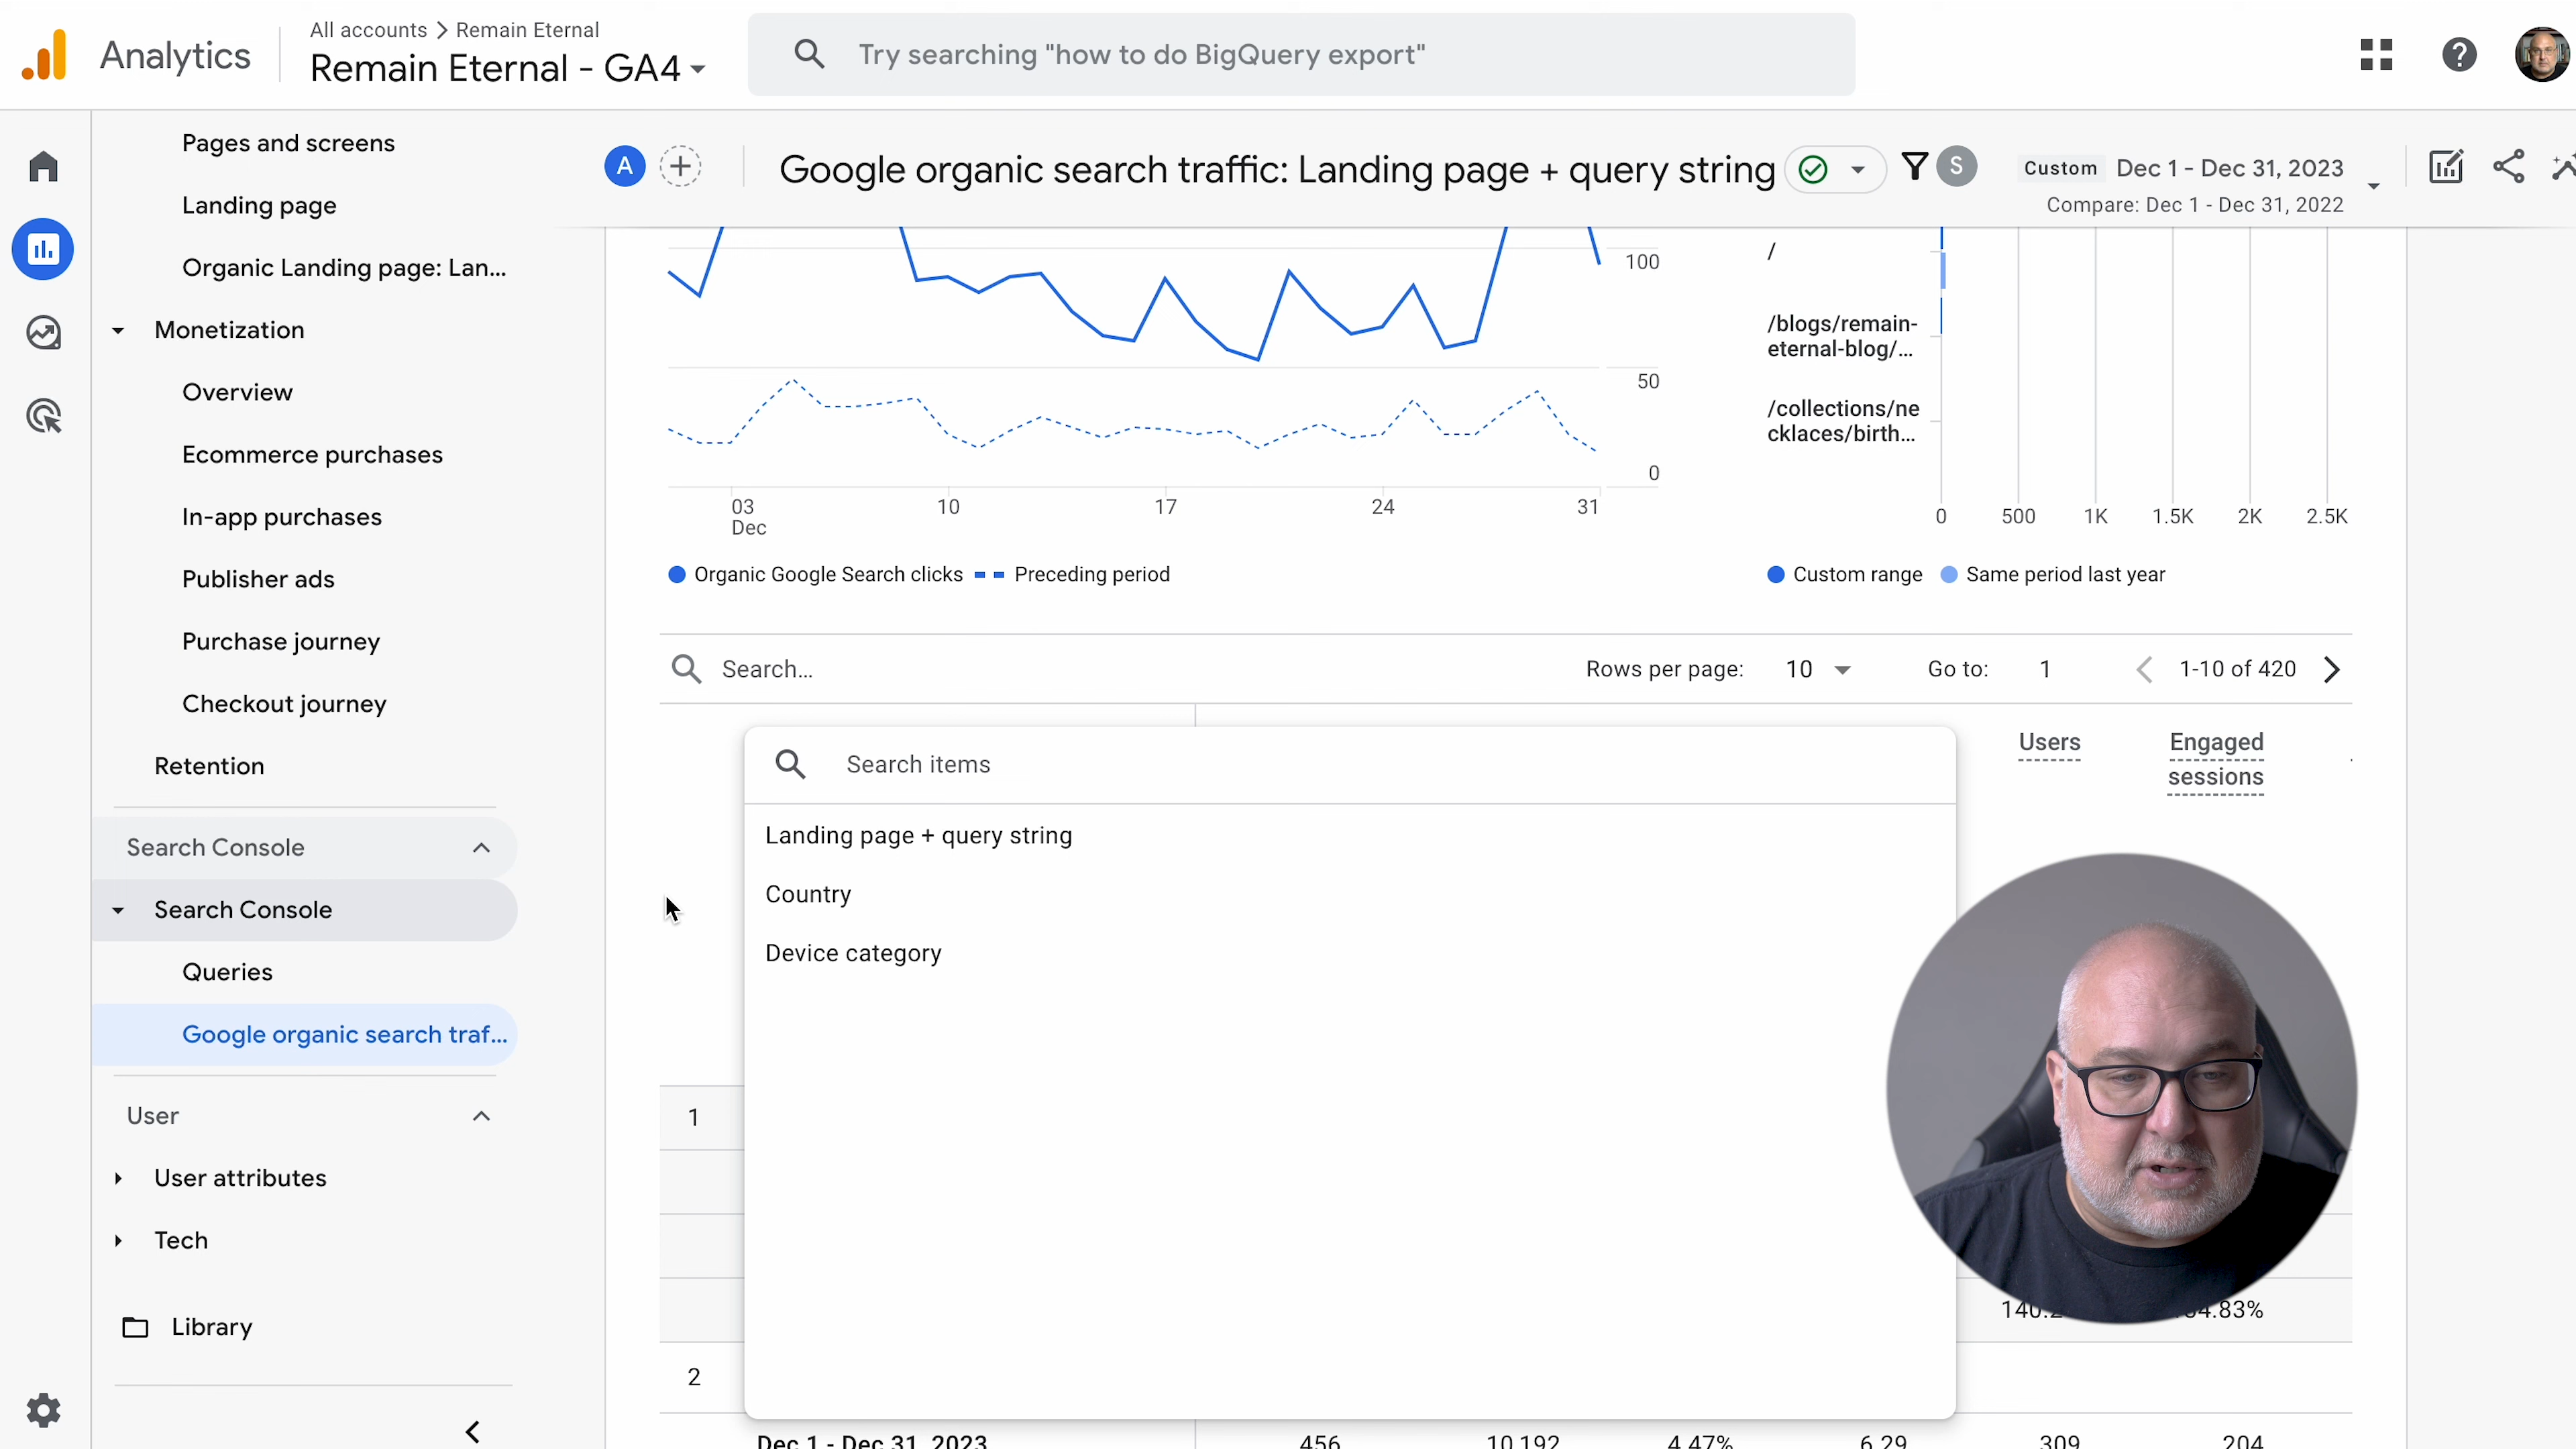 Analytics
All accounts > Remain Eternal
Remain Eternal - GA4
Try searching "how to do BigQuery export"
Pages and screens
Landing page
Organic Landing page: Lan...
Monetization
Overview
Ecommerce purchases
In-app purchases
Publisher ads
Purchase journey
Checkout journey
Retention
Search Console
Search Console
Queries
Google organic search traf...
User
User attributes
Tech
Library
A
Google organic search traffic: Landing page + query string
S
Custom Dec 1 - Dec 31, 2023
Compare: Dec 1 - Dec 31, 2022
100
50
0
03
Dec
10
17
24
31
Organic Google Search clicks
Preceding period
/
/blogs/remain-
eternal-blog/...
/collections/ne
cklaces/birth...
0
500
1K
1.5K
2K
2.5K
Custom range
Same period last year
Search...
Rows per page:
10
Go to:
1
1-10 of 420
Search items
Landing page + query string
Country
Device category
Users
Engaged
sessions
1
2
Dec 1 - Dec 31, 2023
456
10,192
4.47%
6.29
309
204